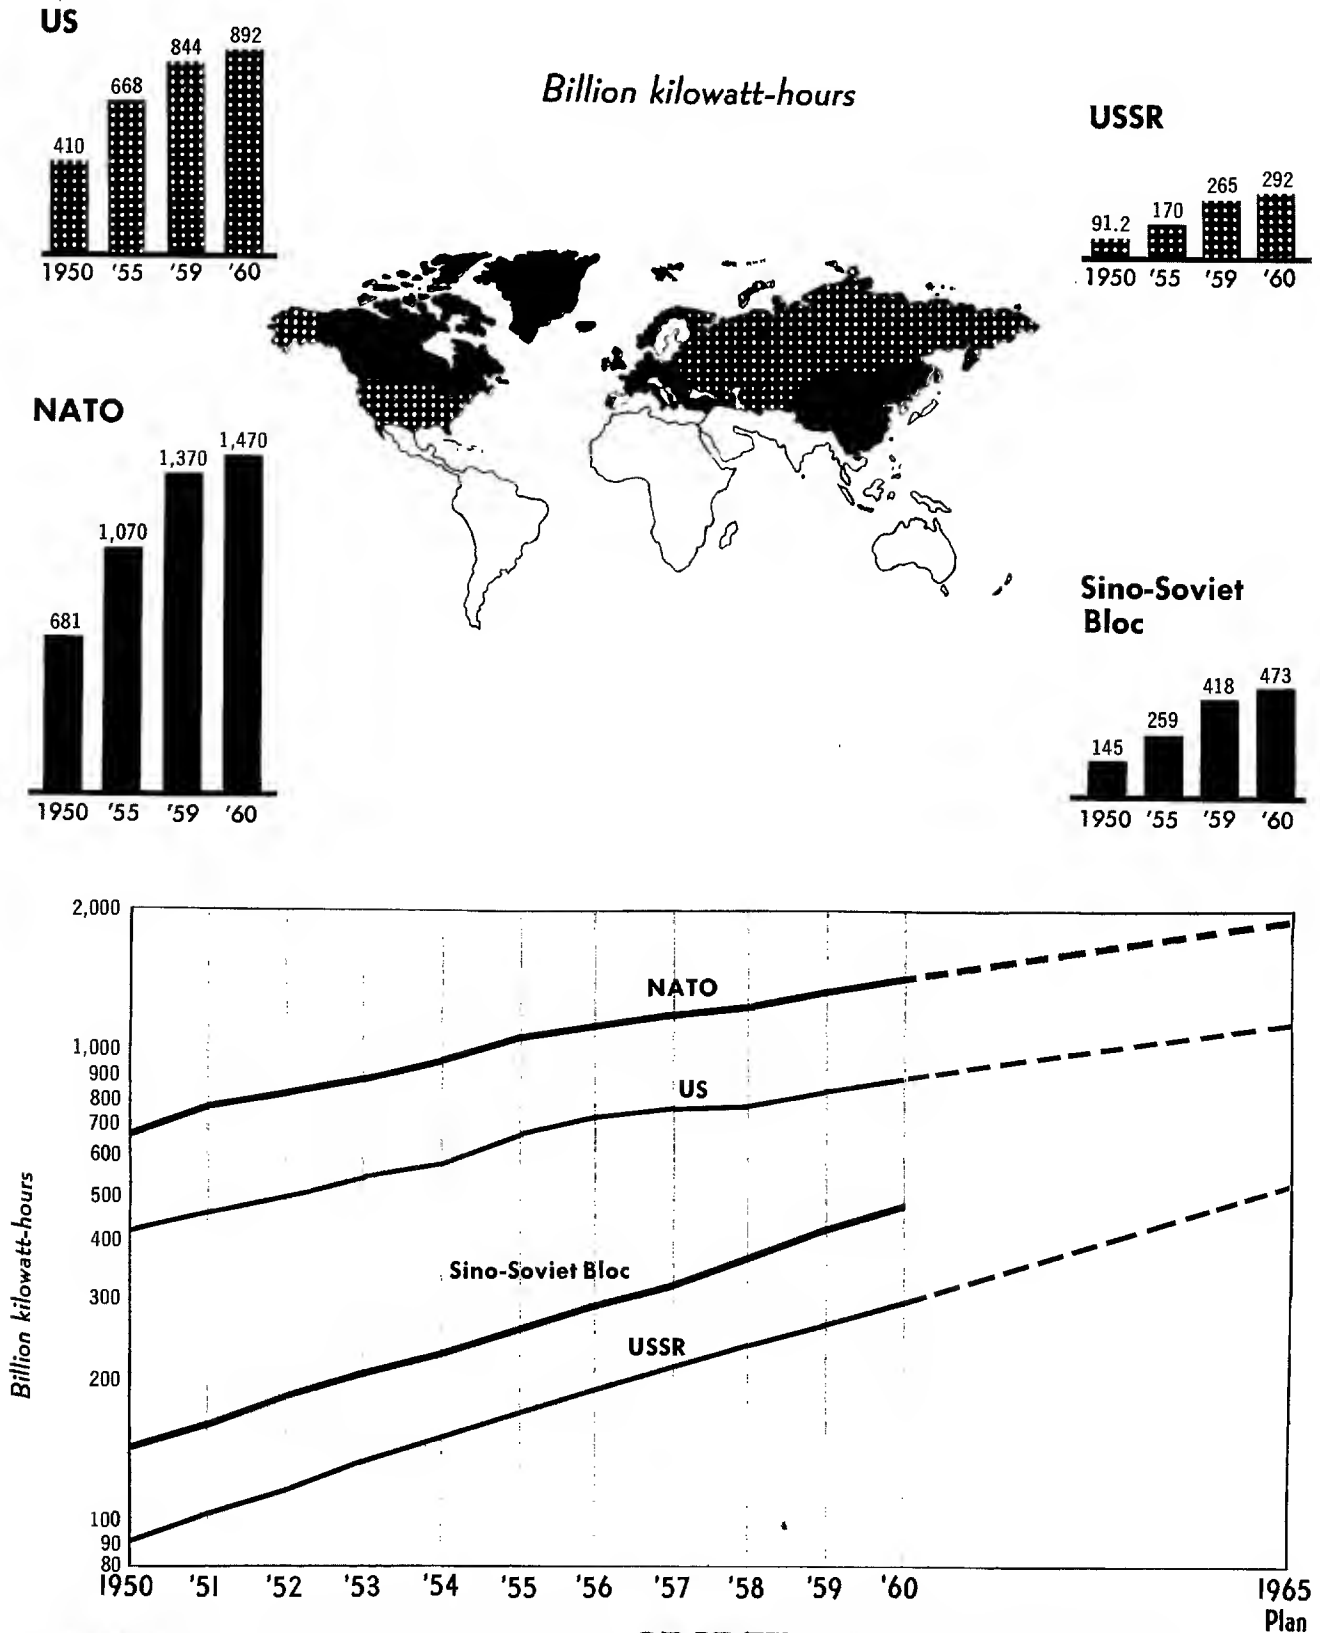 US
410
668
844
892
1950 '55 '59 '60
Billion kilowatt-hours
USSR
91.2
170
265
292
1950 '55 '59 '60
NATO
681
1,070
1,370
1,470
1950 '55 '59 '60
Sino-Soviet
Bloc
145
259
418
473
1950 '55 '59 '60
Billion kilowatt-hours
2,000
1,000
900
800
700
600
500
400
300
200
100
90
80
NATO
US
Sino-Soviet Bloc
USSR
1950 '51 '52 '53 '54 '55 '56 '57 '58 '59 '60 1965
Plan